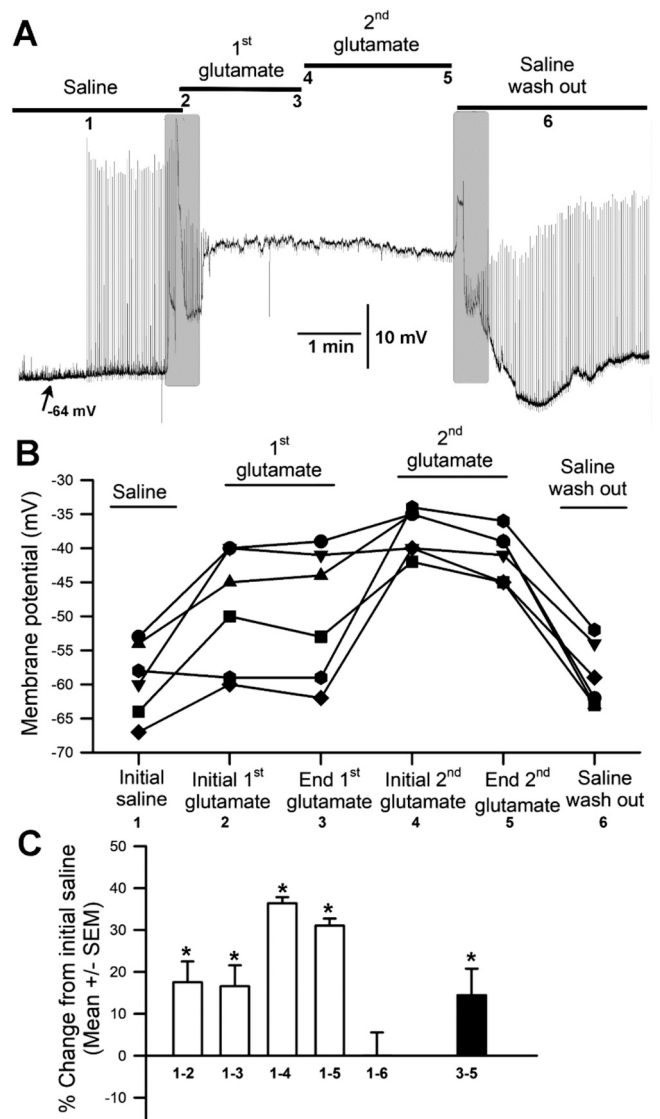 A
Saline
1st glutamate
2nd glutamate
Saline wash out
1
2
3
4
5
6
-64 mV
1 min
10 mV
B
Saline
1st glutamate
2nd glutamate
Saline wash out
Membrane potential (mV)
-30
-35
-40
-45
-50
-55
-60
-65
-70
Initial saline
1
Initial 1st glutamate
2
End 1st glutamate
3
Initial 2nd glutamate
4
End 2nd glutamate
5
Saline wash out
6
C
% Change from initial saline
(Mean +/- SEM)
50
40
30
20
10
0
-10
*
*
*
*
*
1-2
1-3
1-4
1-5
1-6
3-5